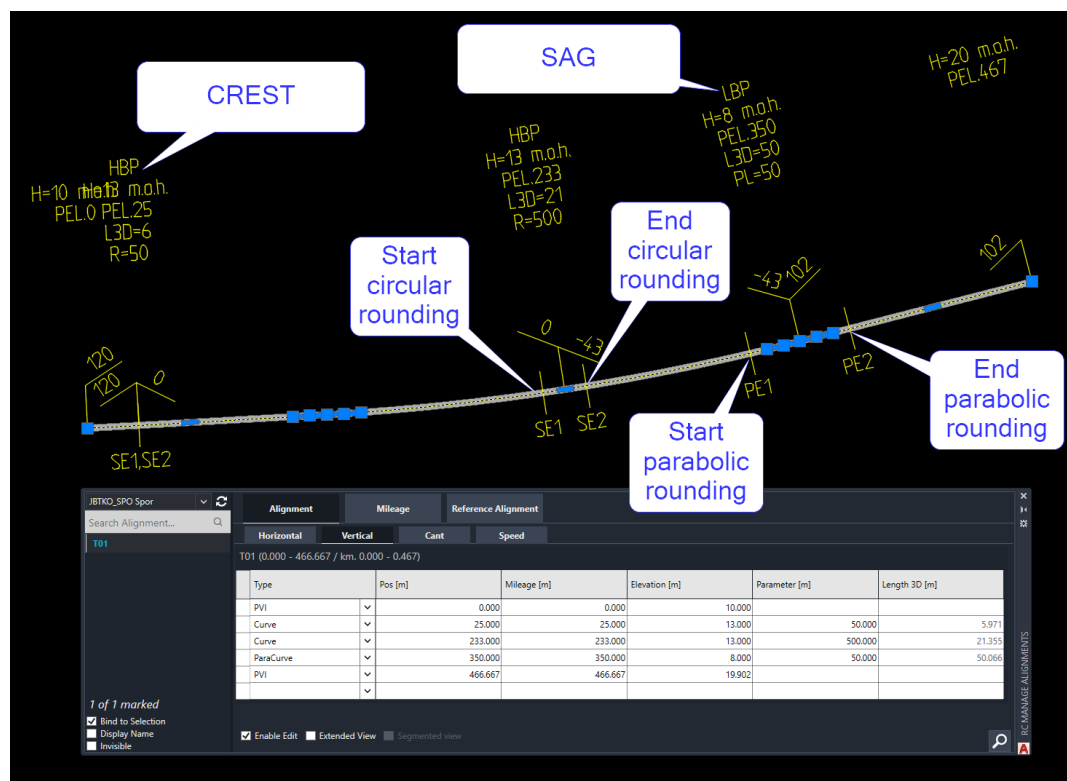 SAG
H=20 m.o.h.
PEL.467
CREST
LBP
H=8 m.o.h.
PEL.350
L3D=50
PL=50
HBP
H=13 m.o.h.
PEL.233
L3D=21
R=500
HBP
H=10 m.o.h. H=13 m.o.h.
PEL.0 PEL.25
L3D=6
R=50
Start
circular
rounding
End
circular
rounding
102
-43 102
0 -43
120
120
0
PE1
PE2
SE1
SE2
SE1,SE2
End
parabolic
rounding
Start
parabolic
rounding
JBTKO_SPO Spor
Search Alignment...
T01
Alignment Mileage Reference Alignment
Horizontal Vertical Cant Speed
T01 (0.000 - 466.667 / km. 0.000 - 0.467)
Type Pos [m] Mileage [m] Elevation [m] Parameter [m] Length 3D [m]
PVI 0.000 0.000 10.000
Curve 25.000 25.000 13.000 50.000 5.971
Curve 233.000 233.000 13.000 500.000 21.355
ParaCurve 350.000 350.000 8.000 50.000 50.066
PVI 466.667 466.667 19.902
1 of 1 marked
Bind to Selection
Display Name
Invisible
Enable Edit Extended View Segmented view
RC MANAGE ALIGNMENTS
A